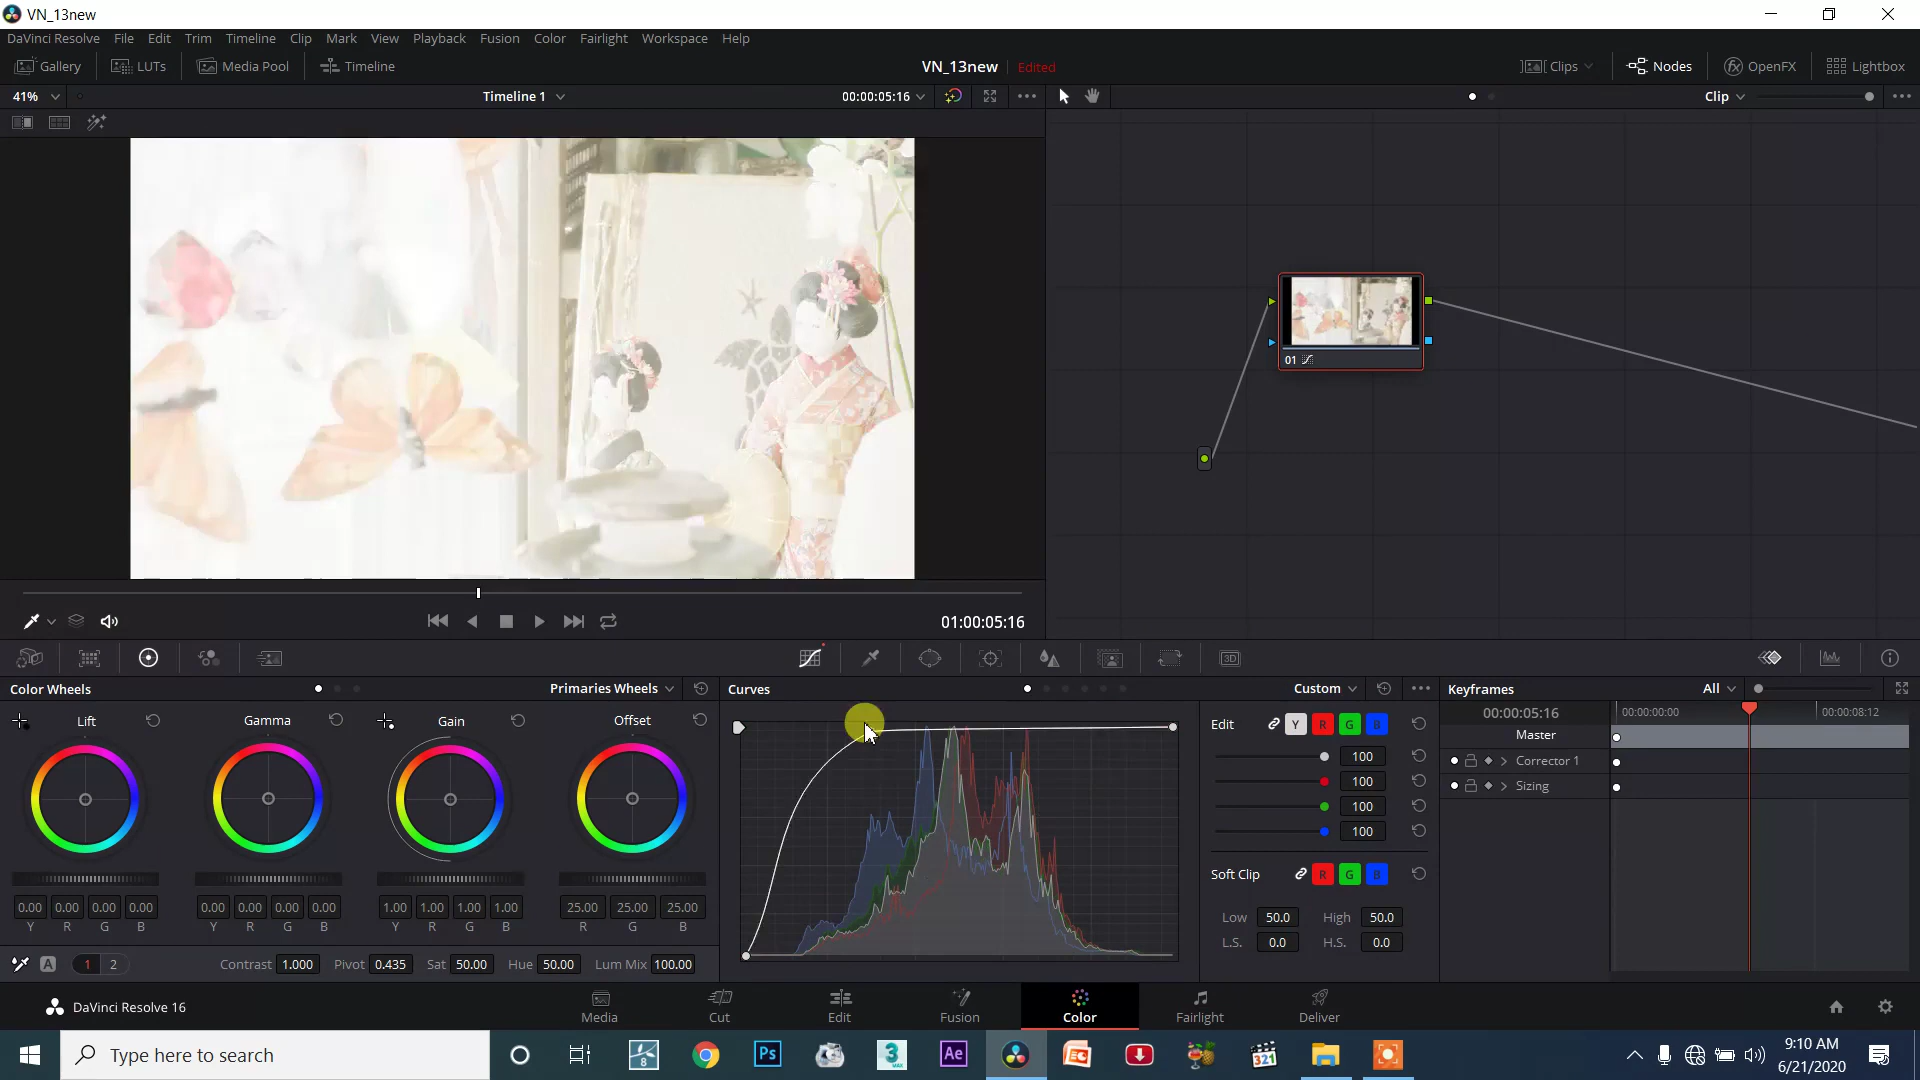 VN_13new
DaVinci Resolve File Edit Trim Timeline Clip Mark View Playback Fusion Color Fairlight Workspace Help
Gallery LUTs Media Pool Timeline VN_13new Edited Clips Nodes OpenFX Lightbox
41% Timeline 1 00:00:05:16 Clip
01
01:00:05:16
3D
Color Wheels Primaries Wheels Curves Custom Keyframes All
Lift Gamma Gain Offset Edit Y R G B 00:00:05:16 00:00:00:00 00:00:08:12
Master
100 Corrector 1
100 Sizing
100
100
Soft Clip R G B
0.00 0.00 0.00 0.00 0.00 0.00 0.00 0.00 1.00 1.00 1.00 1.00 25.00 25.00 25.00 Low 50.0 High 50.0
Y R G B Y R G B Y R G B R G B L.S. 0.0 H.S. 0.0
A 1 2 Contrast 1.000 Pivot 0.435 Sat 50.00 Hue 50.00 Lum Mix 100.00
DaVinci Resolve 16 Media Cut Edit Fusion Color Fairlight Deliver
Type here to search 8 Ps 3 MAX Ae 321 9:10 AM
6/21/2020